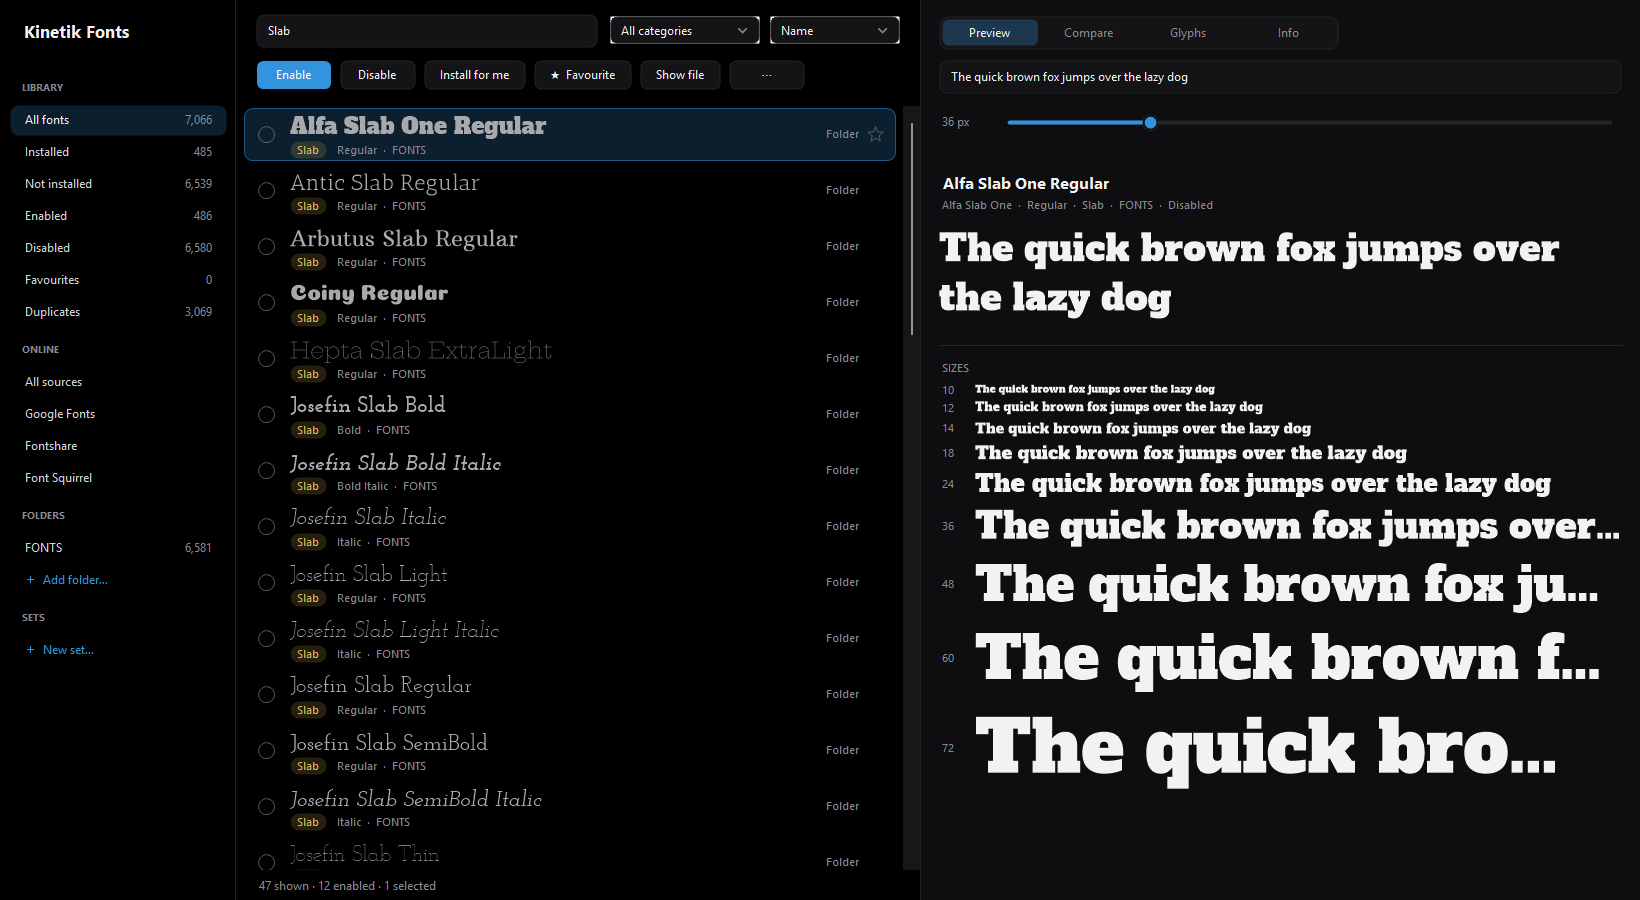 Kinetik Fonts
LIBRARY
All fonts 7,066
Installed 485
Not installed 6,539
Enabled 486
Disabled 6,580
Favourites 0
Duplicates 3,069
ONLINE
All sources
Google Fonts
Fontshare
Font Squirrel
FOLDERS
FONTS 6,581
+ Add folder...
SETS
+ New set...
Slab
All categories
Name
Enable
Disable
Install for me
★ Favourite
Show file
...
Alfa Slab One Regular
Slab Regular · FONTS
Folder
Antic Slab Regular
Slab Regular · FONTS
Folder
Arbutus Slab Regular
Slab Regular · FONTS
Folder
Coiny Regular
Slab Regular · FONTS
Folder
Hepta Slab ExtraLight
Slab Regular · FONTS
Folder
Josefin Slab Bold
Slab Bold · FONTS
Folder
Josefin Slab Bold Italic
Slab Bold Italic · FONTS
Folder
Josefin Slab Italic
Slab Italic · FONTS
Folder
Josefin Slab Light
Slab Regular · FONTS
Folder
Josefin Slab Light Italic
Slab Italic · FONTS
Folder
Josefin Slab Regular
Slab Regular · FONTS
Folder
Josefin Slab SemiBold
Slab Regular · FONTS
Folder
Josefin Slab SemiBold Italic
Slab Italic · FONTS
Folder
Josefin Slab Thin
Folder
47 shown · 12 enabled · 1 selected
Preview
Compare
Glyphs
Info
The quick brown fox jumps over the lazy dog
36 px
Alfa Slab One Regular
Alfa Slab One · Regular · Slab · FONTS · Disabled
The quick brown fox jumps over
the lazy dog
SIZES
10 The quick brown fox jumps over the lazy dog
12 The quick brown fox jumps over the lazy dog
14 The quick brown fox jumps over the lazy dog
18 The quick brown fox jumps over the lazy dog
24 The quick brown fox jumps over the lazy dog
36 The quick brown fox jumps over...
48 The quick brown fox ju...
60 The quick brown f...
72 The quick bro...